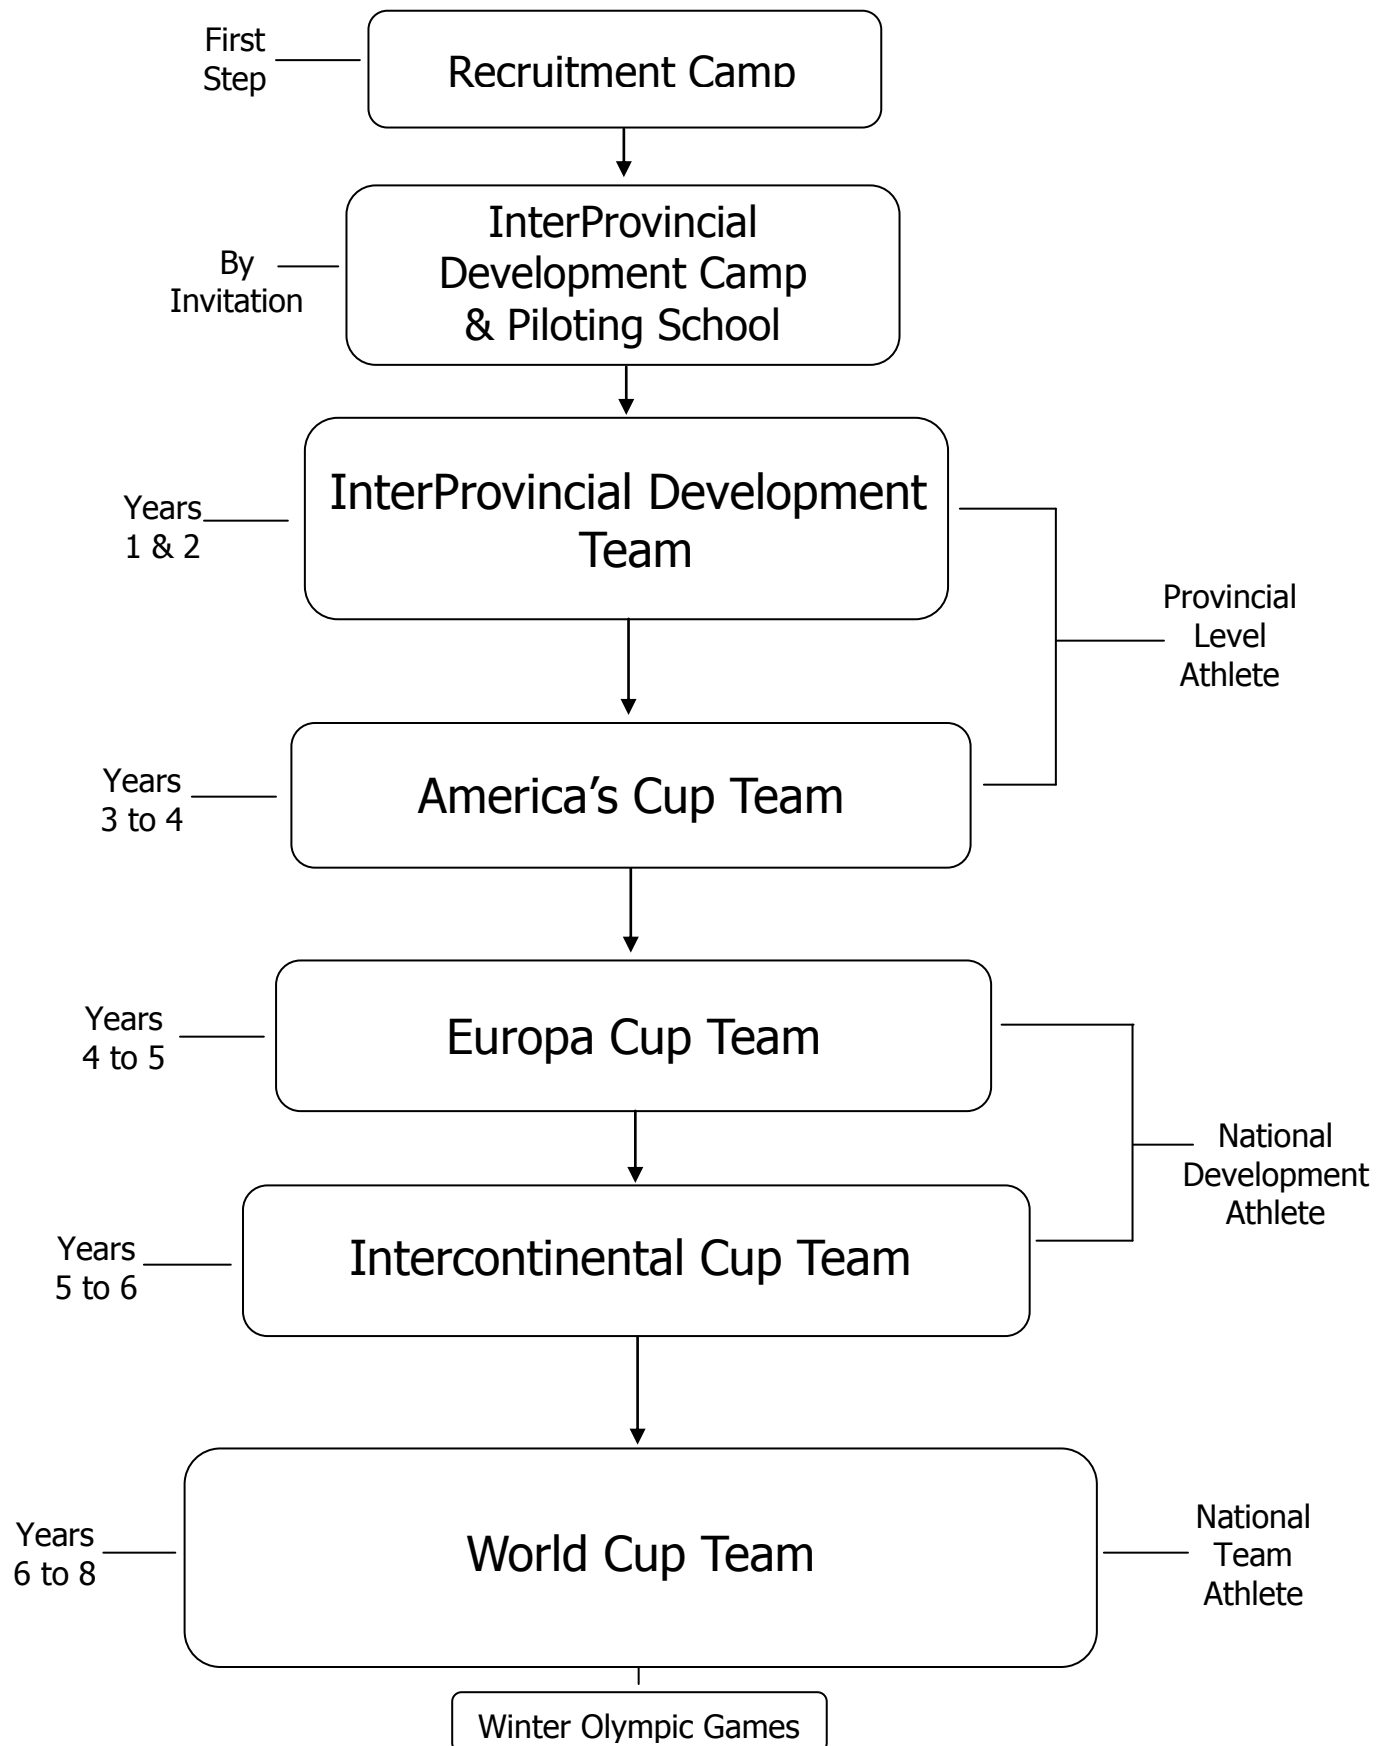 First
Step
Recruitment Camp
InterProvincial
Development Camp
& Piloting School
By
Invitation
InterProvincial Development
Team
Years
1 & 2
Provincial
Level
Athlete
America’s Cup Team
Years
3 to 4
Europa Cup Team
Years
4 to 5
National
Development
Athlete
Intercontinental Cup Team
Years
5 to 6
World Cup Team
Years
6 to 8
National
Team
Athlete
Winter Olympic Games